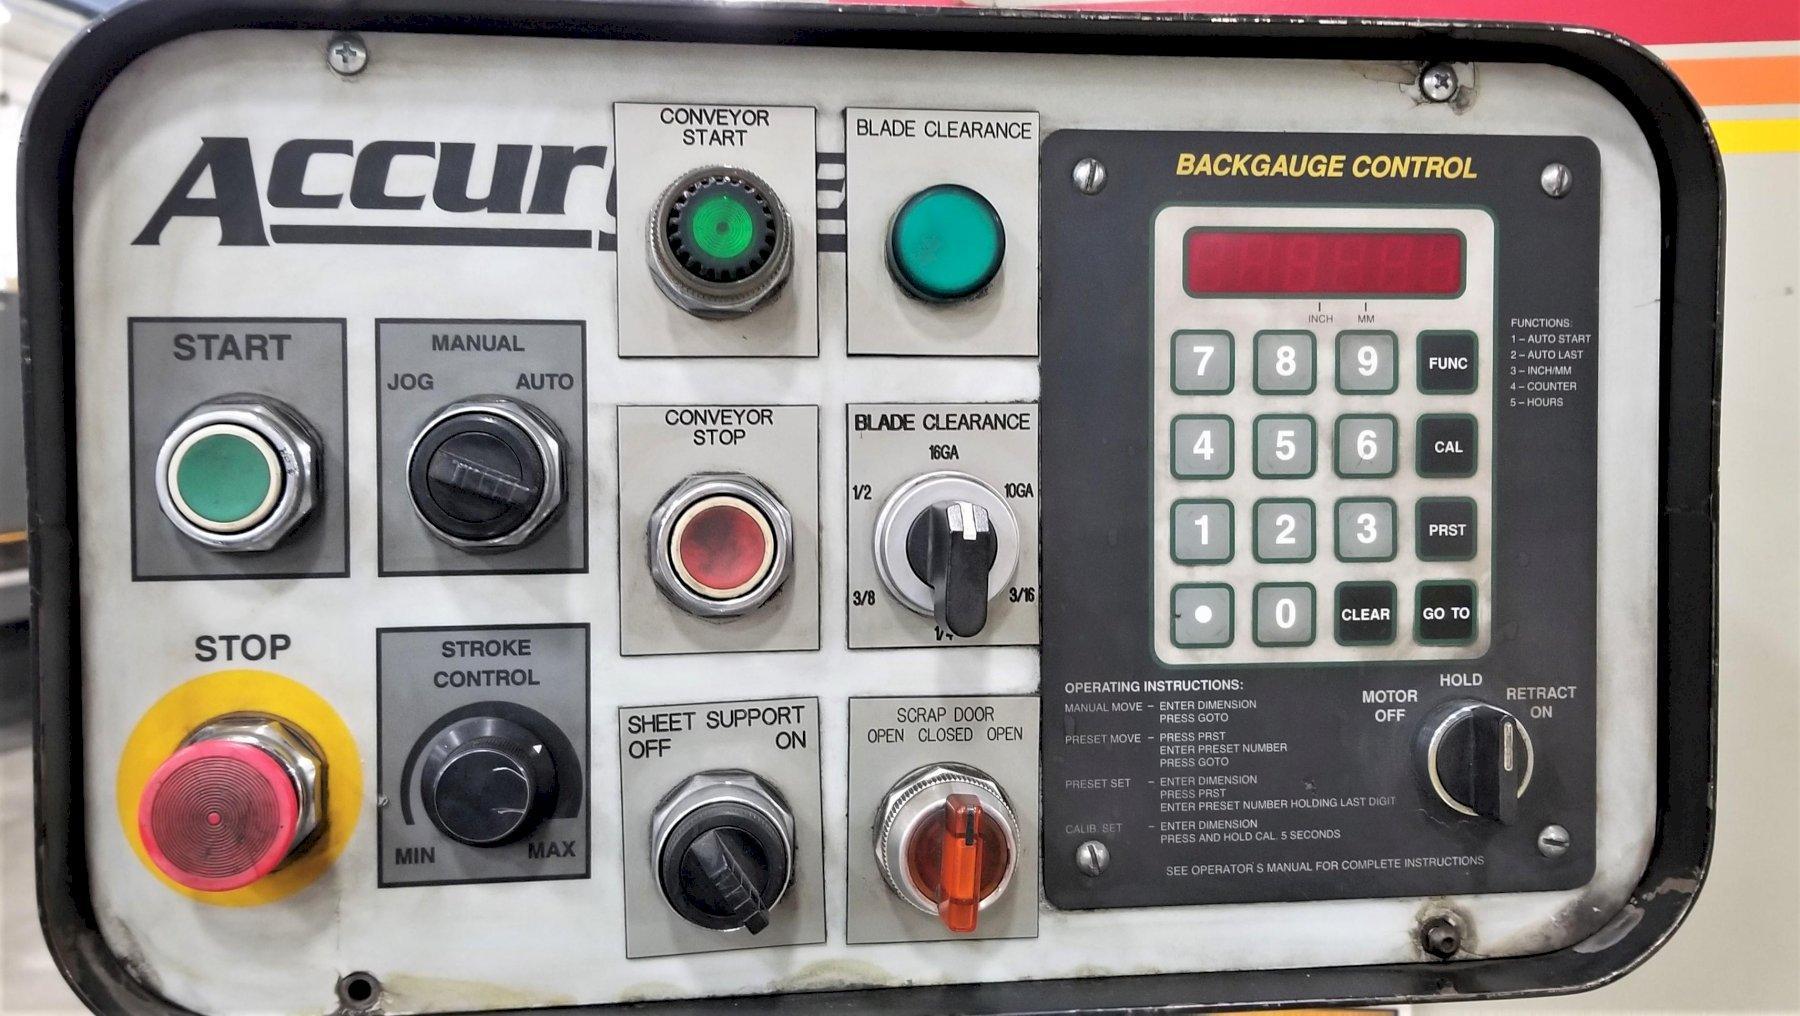 CONVEYOR
START
BLADE CLEARANCE
BACKGAUGE CONTROL
INCH MM
START
MANUAL
JOG AUTO
CONVEYOR
STOP
BLADE CLEARANCE
16GA
1/2 10GA
3/8 3/16
1/4
7 8 9 FUNC
4 5 6 CAL
1 2 3 PRST
• 0 CLEAR GO TO
FUNCTIONS:
1 – AUTO START
2 – AUTO LAST
3 – INCH/MM
4 – COUNTER
5 – HOURS
STOP
STROKE
CONTROL
MIN MAX
SHEET SUPPORT
OFF ON
SCRAP DOOR
OPEN CLOSED OPEN
OPERATING INSTRUCTIONS:
MANUAL MOVE – ENTER DIMENSION
PRESS GOTO
PRESET MOVE – PRESS PRST
ENTER PRESET NUMBER
PRESS GOTO
PRESET SET – ENTER DIMENSION
PRESS PRST
ENTER PRESET NUMBER HOLDING LAST DIGIT
CALIB. SET – ENTER DIMENSION
PRESS AND HOLD CAL. 5 SECONDS
SEE OPERATOR'S MANUAL FOR COMPLETE INSTRUCTIONS
HOLD
MOTOR
OFF
RETRACT
ON